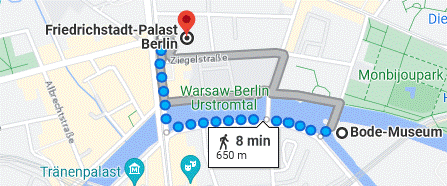 Friedrichstadt-Palast
Berlin
Ziegelstraße
Monbijoupark
Albrechtstraße
Warsaw-Berlin
Urstromtal
8 min
650 m
Bode-Museum
Tränenpalast